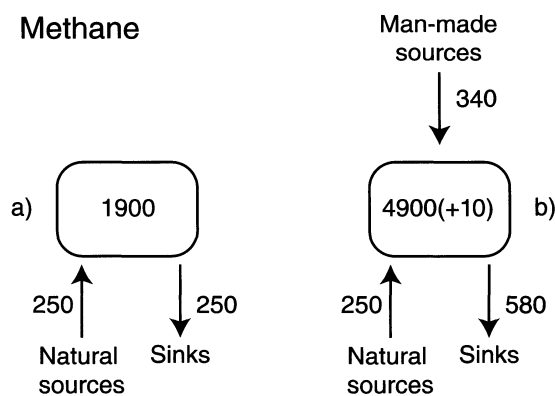 Methane
Man-made
sources
340
a)
1900
4900(+10)
b)
250
250
250
580
Natural
sources
Sinks
Natural
sources
Sinks